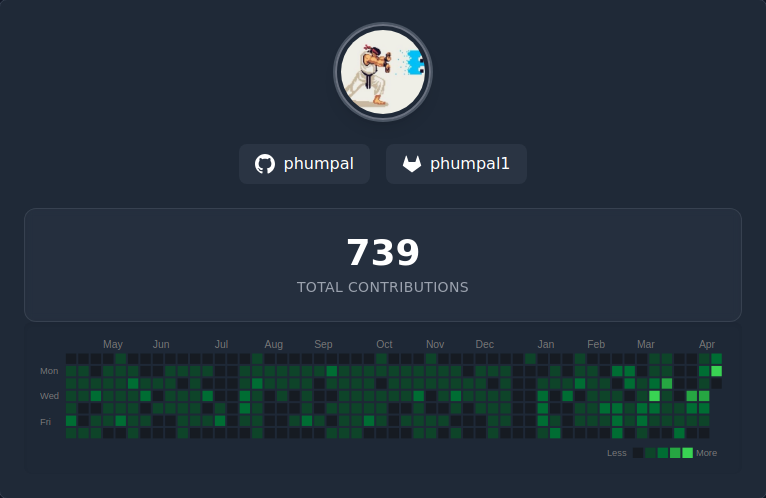 phumpal phumpal1
739
TOTAL CONTRIBUTIONS
May Jun Jul Aug Sep Oct Nov Dec Jan Feb Mar Apr
Mon
Wed
Fri
Less More